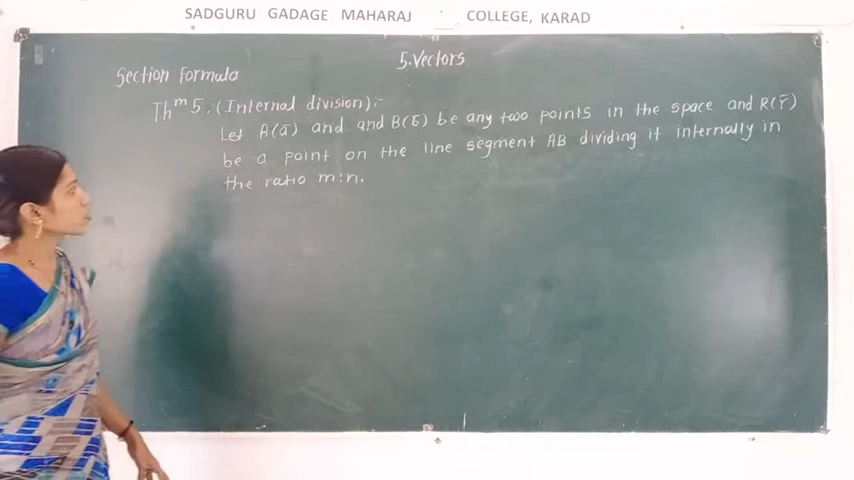 SADGURU GADAGE MAHARAJ COLLEGE, KARAD
5.Vectors
Section Formula
Thᵐ 5. (Internal division):-
Let A(a̅) and and B(b̅) be any two points in the space and R(r̅)
be a point on the line segment AB dividing it internally in
the ratio m:n.